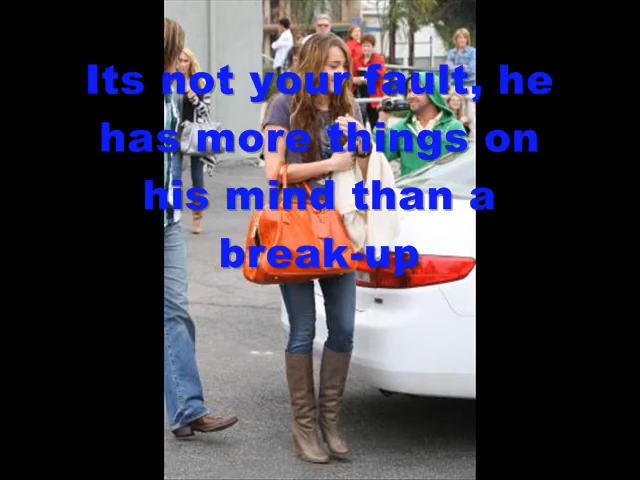 Its not your fault, he
has more things on
his mind than a
break-up